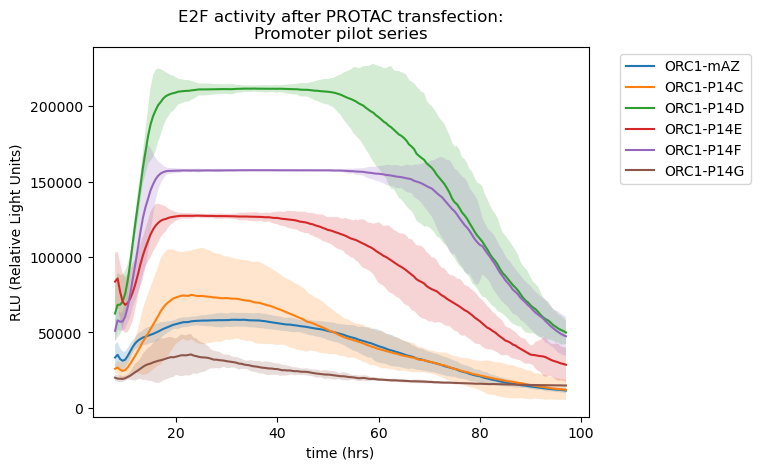 E2F activity after PROTAC transfection:
Promoter pilot series
RLU (Relative Light Units)
200000
150000
100000
50000
0
20
40
60
80
100
time (hrs)
ORC1-mAZ
ORC1-P14C
ORC1-P14D
ORC1-P14E
ORC1-P14F
ORC1-P14G